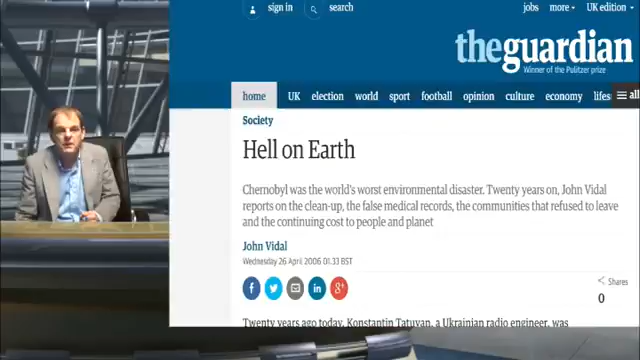 sign in search jobs more UK edition
theguardian
Winner of the Pulitzer prize
home UK election world sport football opinion culture economy lifes all
Society
Hell on Earth
Chernobyl was the world's worst environmental disaster. Twenty years on, John Vidal
reports on the clean-up, the false medical records, the communities that refused to leave
and the continuing cost to people and planet
John Vidal
Wednesday 26 April 2006 01.33 BST
Shares
0
Twenty years ago today, Konstantin Tatuyan, a Ukrainian radio engineer, was